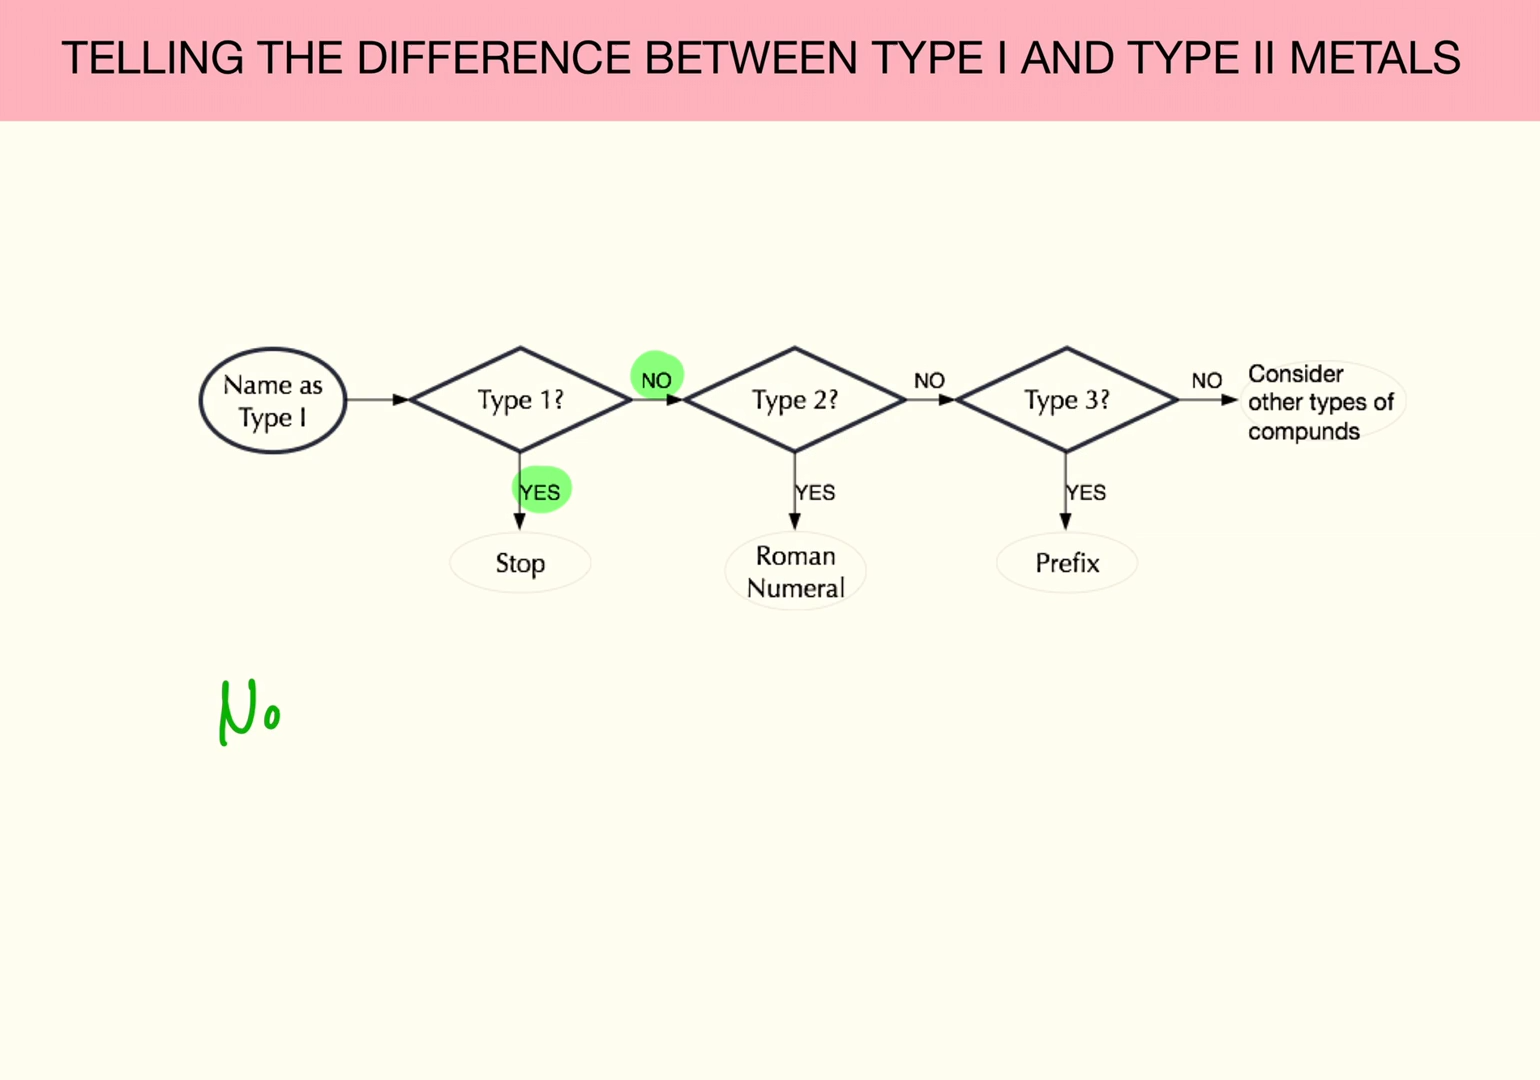 TELLING THE DIFFERENCE BETWEEN TYPE I AND TYPE II METALS
Name as
Type I
Type 1?
NO
Type 2?
NO
Type 3?
NO
Consider
other types of
compunds
YES
YES
YES
Stop
Roman
Numeral
Prefix
No